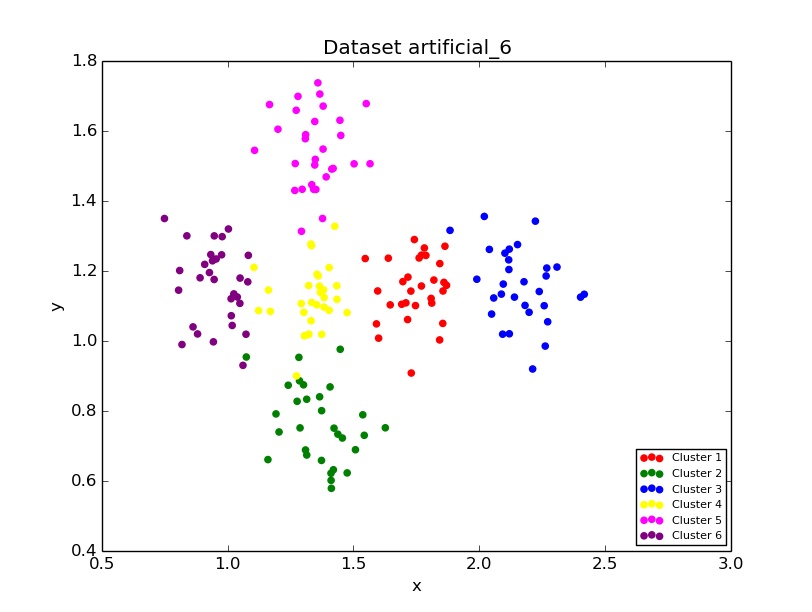 Dataset artificial_6
1.8
1.6
1.4
1.2
1.0
0.8
0.6
0.4
y
0.5 1.0 1.5 2.0 2.5 3.0
x
Cluster 1
Cluster 2
Cluster 3
Cluster 4
Cluster 5
Cluster 6